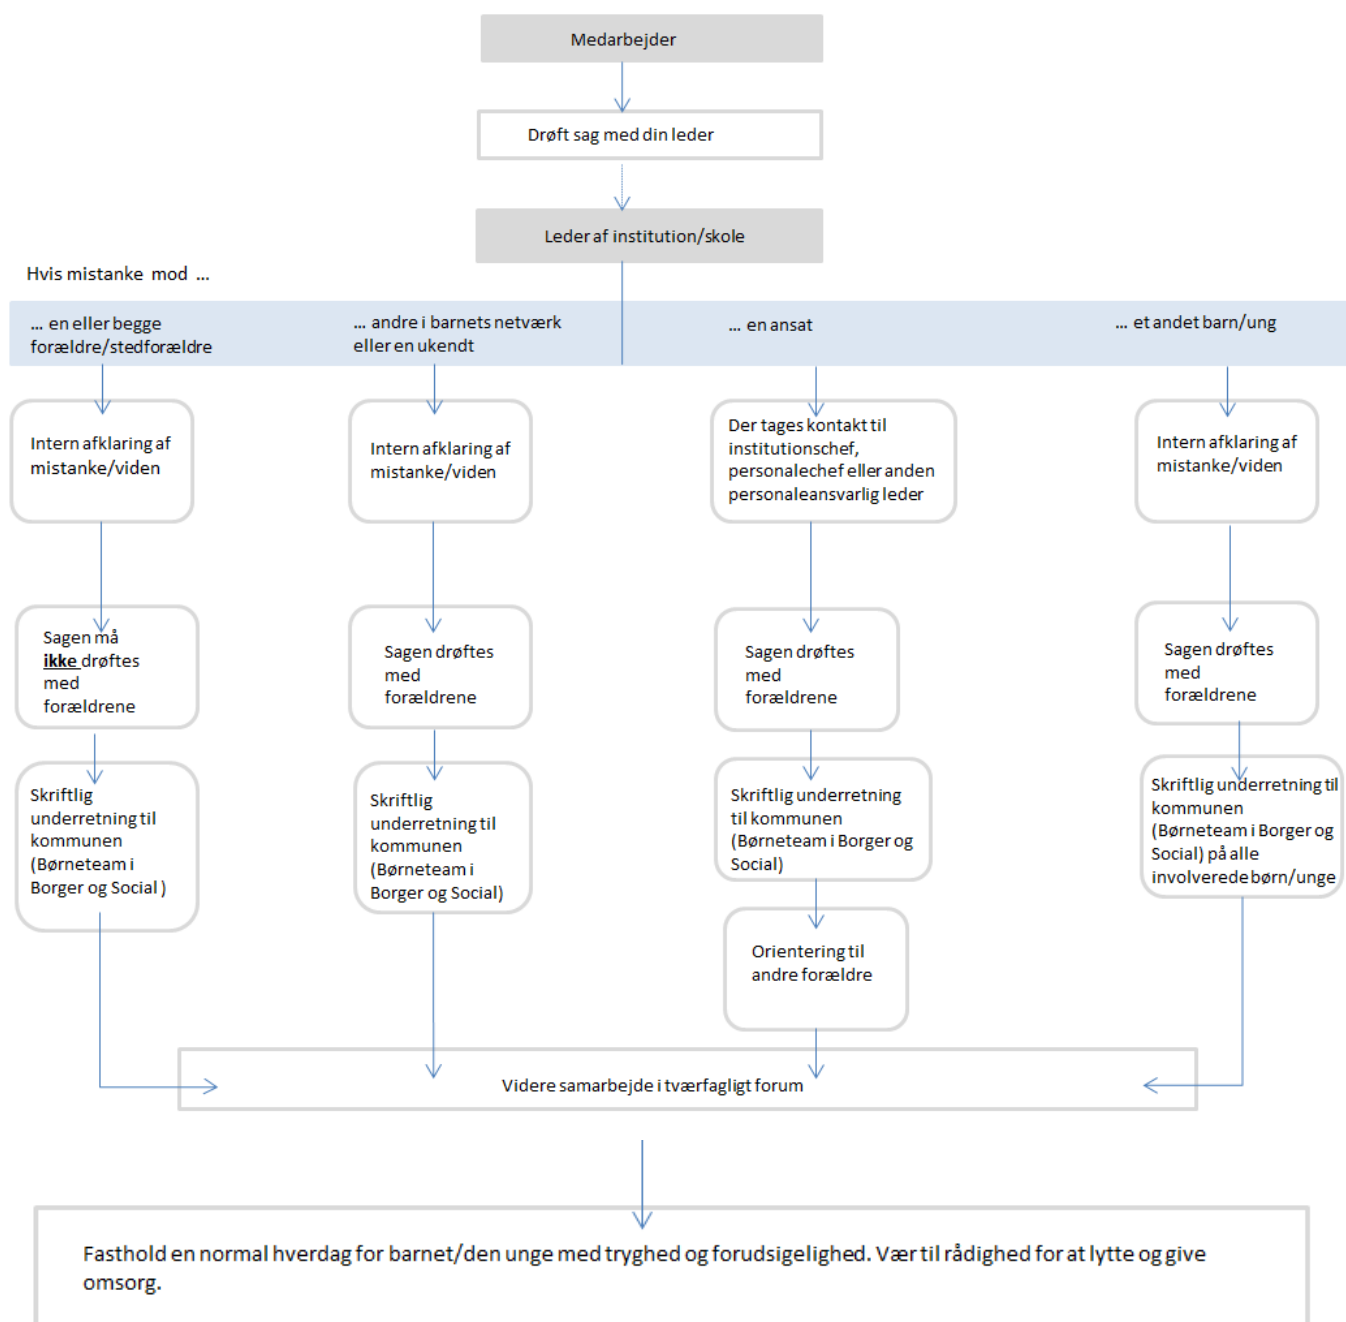 Medarbejder
Drøft sag med din leder
Leder af institution/skole
Hvis mistanke mod ...
... en eller begge
forældre/stedforældre
... andre i barnets netværk
eller en ukendt
... en ansat
... et andet barn/ung
Intern afklaring af
mistanke/viden
Intern afklaring af
mistanke/viden
Der tages kontakt til
institutionschef,
personalechef eller anden
personaleansvarlig leder
Intern afklaring af
mistanke/viden
Sagen må
ikke drøftes
med
forældrene
Sagen drøftes
med
forældrene
Sagen drøftes
med
forældrene
Sagen drøftes
med
forældrene
Skriftlig
underretning til
kommunen
(Børneteam i
Borger og Social )
Skriftlig
underretning til
kommunen
(Børneteam i
Borger og Social)
Skriftlig underretning
til kommunen
(Børneteam i Borger og
Social)
Skriftlig underretning til
kommunen
(Børneteam i Borger og
Social) på alle
involverede børn/unge
Orientering til
andre forældre
Videre samarbejde i tværfagligt forum
Fasthold en normal hverdag for barnet/den unge med tryghed og forudsigelighed. Vær til rådighed for at lytte og give
omsorg.